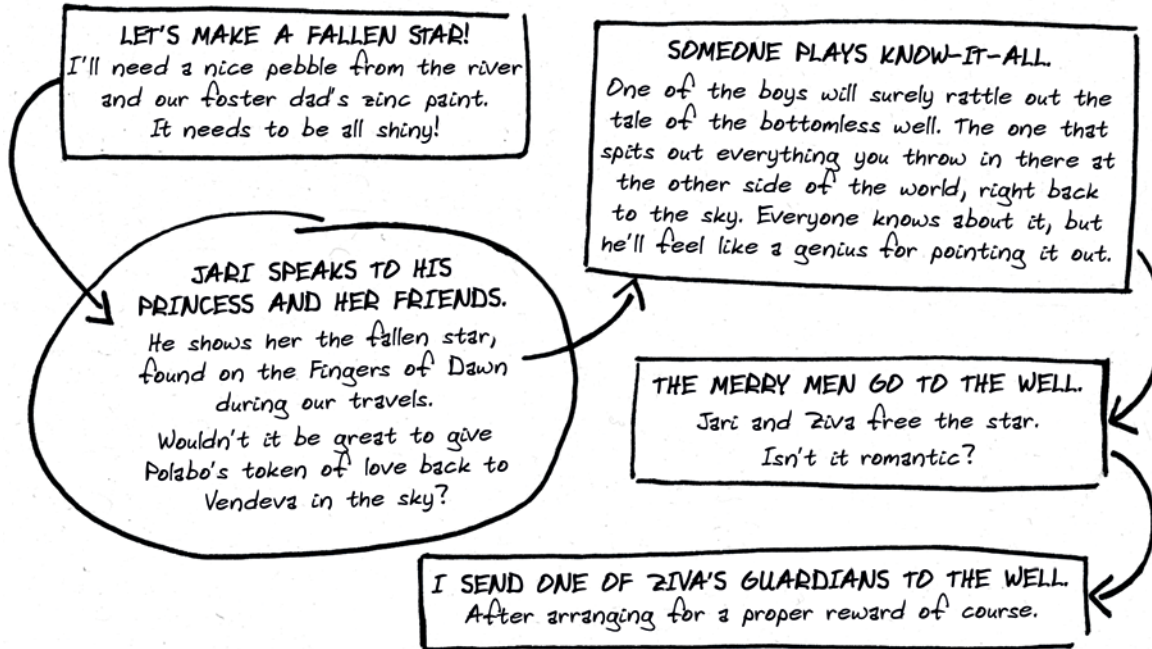 LET'S MAKE A FALLEN STAR!
I'll need a nice pebble from the river
and our foster dad's zinc paint.
It needs to be all shiny!
JARI SPEAKS TO HIS
PRINCESS AND HER FRIENDS.
He shows her the fallen star,
found on the Fingers of Dawn
during our travels.
Wouldn't it be great to give
Polabo's token of love back to
Vendeva in the sky?
SOMEONE PLAYS KNOW-IT-ALL.
One of the boys will surely rattle out the
tale of the bottomless well. The one that
spits out everything you throw in there at
the other side of the world, right back
to the sky. Everyone knows about it, but
he'll feel like a genius for pointing it out.
THE MERRY MEN GO TO THE WELL.
Jari and Ziva free the star.
Isn't it romantic?
I SEND ONE OF ZIVA'S GUARDIANS TO THE WELL.
After arranging for a proper reward of course.